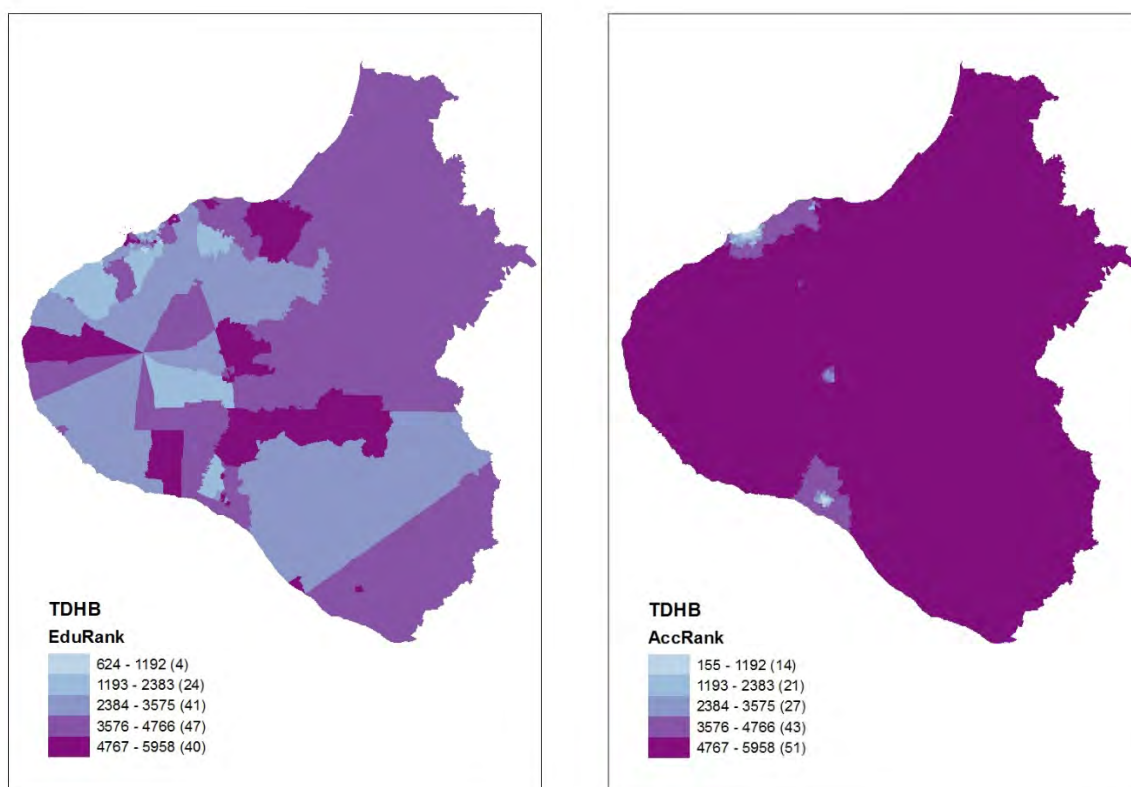 TDHB
EduRank
624 - 1192 (4)
1193 - 2383 (24)
2384 - 3575 (41)
3576 - 4766 (47)
4767 - 5958 (40)
TDHB
AccRank
155 - 1192 (14)
1193 - 2383 (21)
2384 - 3575 (27)
3576 - 4766 (43)
4767 - 5958 (51)